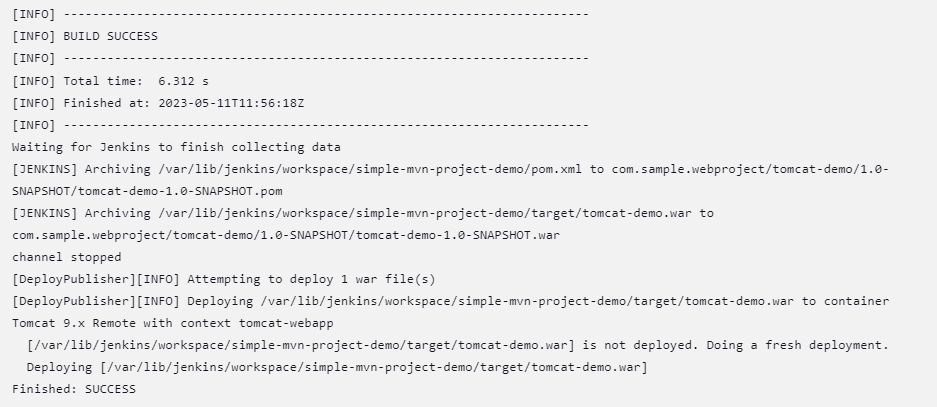 [INFO] ------------------------------------------------------------------------
[INFO] BUILD SUCCESS
[INFO] ------------------------------------------------------------------------
[INFO] Total time:  6.312 s
[INFO] Finished at: 2023-05-11T11:56:18Z
[INFO] ------------------------------------------------------------------------
Waiting for Jenkins to finish collecting data
[JENKINS] Archiving /var/lib/jenkins/workspace/simple-mvn-project-demo/pom.xml to com.sample.webproject/tomcat-demo/1.0-
SNAPSHOT/tomcat-demo-1.0-SNAPSHOT.pom
[JENKINS] Archiving /var/lib/jenkins/workspace/simple-mvn-project-demo/target/tomcat-demo.war to
com.sample.webproject/tomcat-demo/1.0-SNAPSHOT/tomcat-demo-1.0-SNAPSHOT.war
channel stopped
[DeployPublisher][INFO] Attempting to deploy 1 war file(s)
[DeployPublisher][INFO] Deploying /var/lib/jenkins/workspace/simple-mvn-project-demo/target/tomcat-demo.war to container
Tomcat 9.x Remote with context tomcat-webapp
  [/var/lib/jenkins/workspace/simple-mvn-project-demo/target/tomcat-demo.war] is not deployed. Doing a fresh deployment.
  Deploying [/var/lib/jenkins/workspace/simple-mvn-project-demo/target/tomcat-demo.war]
Finished: SUCCESS